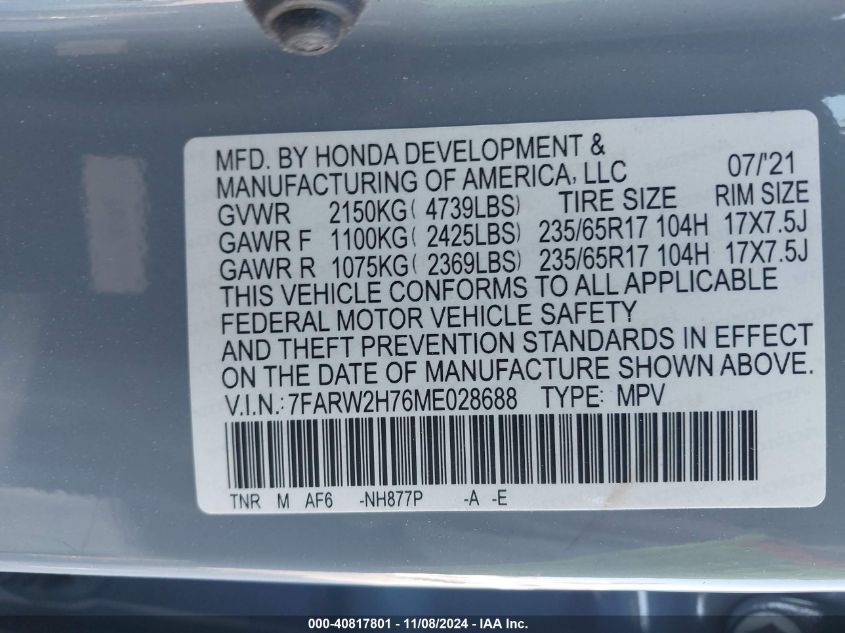 MFD. BY HONDA DEVELOPMENT &
MANUFACTURING OF AMERICA, LLC 07/'21
GVWR 2150KG( 4739LBS) TIRE SIZE RIM SIZE
GAWR F 1100KG( 2425LBS) 235/65R17 104H 17X7.5J
GAWR R 1075KG( 2369LBS) 235/65R17 104H 17X7.5J
THIS VEHICLE CONFORMS TO ALL APPLICABLE
FEDERAL MOTOR VEHICLE SAFETY
AND THEFT PREVENTION STANDARDS IN EFFECT
ON THE DATE OF MANUFACTURE SHOWN ABOVE.
V.I.N.:7FARW2H76ME028688 TYPE: MPV
TNR M AF6 -NH877P -A -E
000-40817801 - 11/08/2024 - IAA Inc.